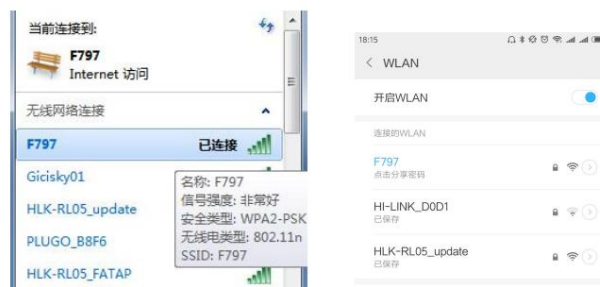 当前连接到:
F797
Internet 访问
无线网络连接
F797 已连接
Gicisky01
HLK-RL05_update
PLUGO_B8F6
HLK-RL05_FATAP
名称: F797
信号强度: 非常好
安全类型: WPA2-PSK
无线电类型: 802.11n
SSID: F797
18:15
WLAN
开启WLAN
连接的WLAN
F797
点击分享密码
HI-LINK_D0D1
已保存
HLK-RL05_update
已保存